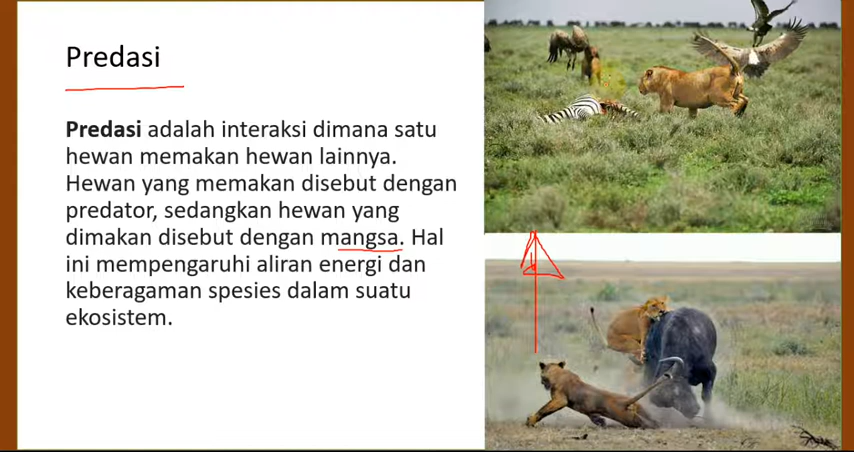 Predasi
Predasi adalah interaksi dimana satu
hewan memakan hewan lainnya.
Hewan yang memakan disebut dengan
predator, sedangkan hewan yang
dimakan disebut dengan mangsa. Hal
ini mempengaruhi aliran energi dan
keberagaman spesies dalam suatu
ekosistem.